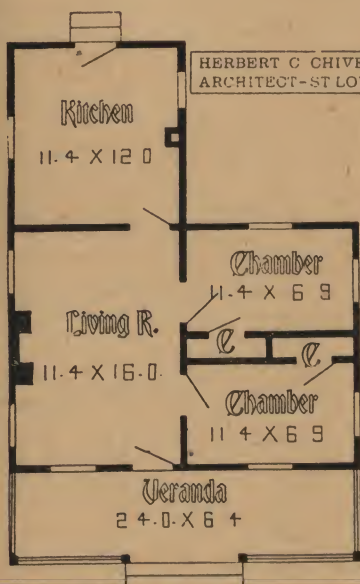 HERBERT C CHIVE
ARCHITECT-ST LO
Kitchen
11.4 X 12 0
Chamber
11.4 X 6 9
Living R.
11.4 X 16.0.
C
C.
Chamber
11 4 X 6 9
Veranda
24.0. X 6 4